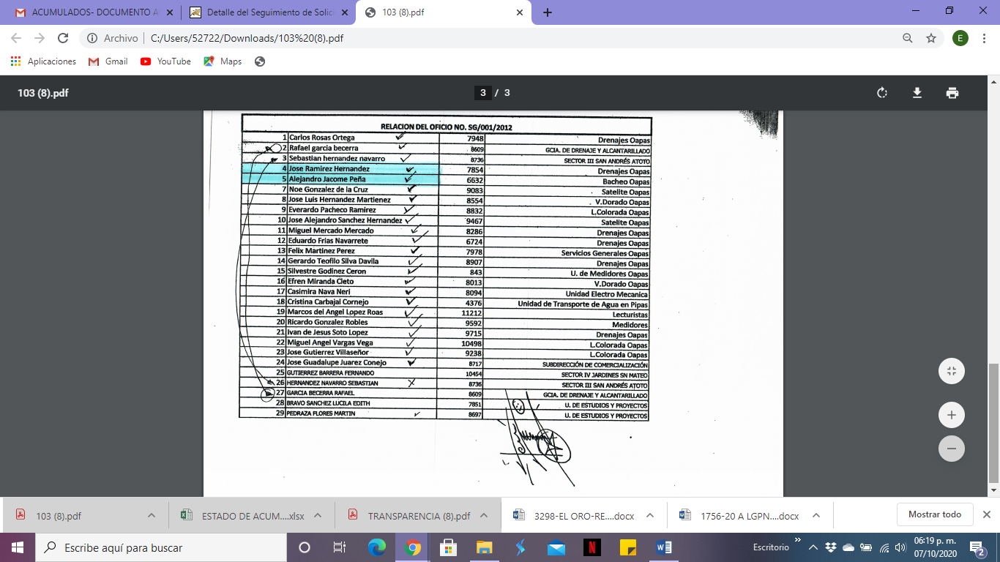 ACUMULADOS- DOCUMENTO A
Detalle del Seguimiento de Solici
103 (8).pdf
Archivo C:/Users/52722/Downloads/103%20(8).pdf
E
Aplicaciones Gmail YouTube Maps
103 (8).pdf 3 / 3
RELACION DEL OFICIO NO. SG/001/2012
1 Carlos Rosas Ortega 7948 Drenajes Oapas
2 Rafael garcia becerra 8609 GCIA. DE DRENAJE Y ALCANTARILLADO
3 Sebastian hernandez navarro 8736 SECTOR III SAN ANDRÉS ATOTO
4 Jose Ramirez Hernandez 7854 Drenajes Oapas
5 Alejandro Jacome Peña 6632 Bacheo Oapas
7 Noe Gonzalez de la Cruz 9083 Satelite Oapas
8 Jose Luis Hernandez Martienez 8554 V.Dorado Oapas
9 Everardo Pacheco Ramirez 8832 L.Colorada Oapas
10 Jose Alejandro Sanchez Hernandez 9467 Satelite Oapas
11 Miguel Mercado Mercado 8286 Drenajes Oapas
12 Eduardo Frias Navarrete 6724 Drenajes Oapas
13 Felix Martinez Perez 7978 Servicios Generales Oapas
14 Gerardo Teofilo Silva Davila 8907 Drenajes Oapas
15 Silvestre Godinez Ceron 843 U. de Medidores Oapas
16 Efren Miranda Cleto 8013 V.Dorado Oapas
17 Casimira Nava Neri 8094 Unidad Electro Mecanica
18 Cristina Carbajal Cornejo 4376 Unidad de Transporte de Agua en Pipas
19 Marcos del Angel Lopez Roas 11212 Lecturistas
20 Ricardo Gonzalez Robles 9592 Medidores
21 Ivan de Jesus Soto Lopez 9715 Drenajes Oapas
22 Miguel Angel Vargas Vega 10498 L.Colorada Oapas
23 Jose Gutierrez Villaseñor 9238 L.Colorada Oapas
24 Jose Guadalupe Juarez Conejo 8717 SUBDIRECCIÓN DE COMERCIALIZACIÓN
25 GUTIERREZ BARRERA FERNANDO 10454 SECTOR IV JARDINES SN MATEO
26 HERNANDEZ NAVARRO SEBASTIAN 8736 SECTOR III SAN ANDRÉS ATOTO
27 GARCIA BECERRA RAFAEL 8609 GCIA. DE DRENAJE Y ALCANTARILLADO
28 BRAVO SANCHEZ LUCILA EDITH 7851 U. DE ESTUDIOS Y PROYECTOS
29 PEDRAZA FLORES MARTIN 8697 U. DE ESTUDIOS Y PROYECTOS
103 (8).pdf ESTADO DE ACUM....xlsx TRANSPARENCIA (8).pdf 3298-EL ORO-RE....docx 1756-20 A LGPN....docx Mostrar todo
Escribe aquí para buscar
Escritorio
06:19 p. m.
07/10/2020
2